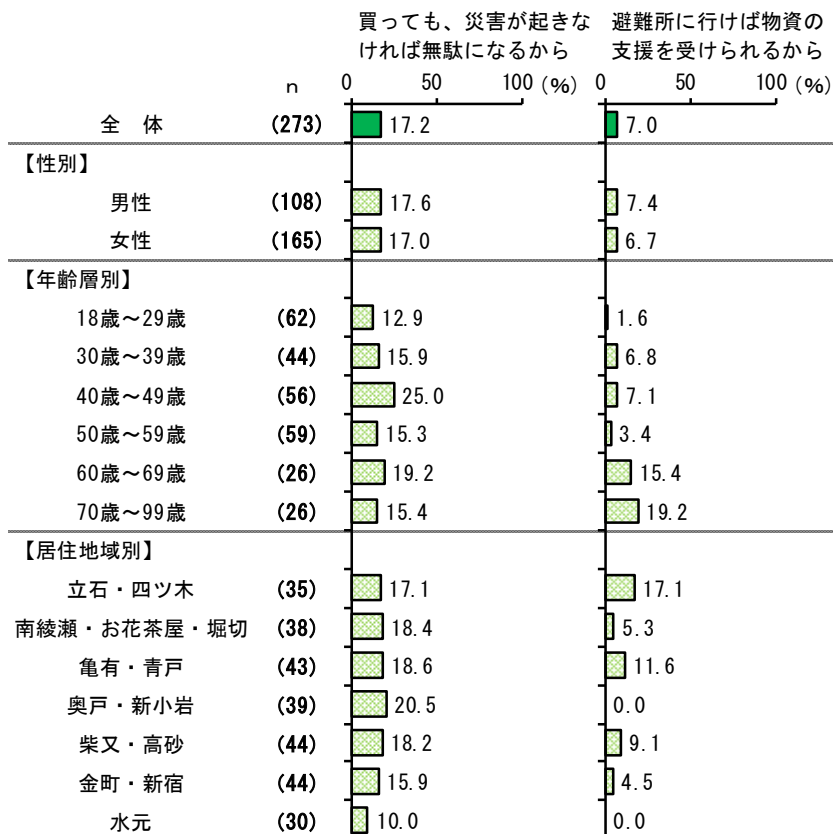 買っても、災害が起きな
ければ無駄になるから
避難所に行けば物資の
支援を受けられるから
n 0 50 100 (%) 0 50 100 (%)
全 体 (273) 17.2 7.0
【性別】
男性 (108) 17.6 7.4
女性 (165) 17.0 6.7
【年齢層別】
18歳～29歳 (62) 12.9 1.6
30歳～39歳 (44) 15.9 6.8
40歳～49歳 (56) 25.0 7.1
50歳～59歳 (59) 15.3 3.4
60歳～69歳 (26) 19.2 15.4
70歳～99歳 (26) 15.4 19.2
【居住地域別】
立石・四ツ木 (35) 17.1 17.1
南綾瀬・お花茶屋・堀切 (38) 18.4 5.3
亀有・青戸 (43) 18.6 11.6
奥戸・新小岩 (39) 20.5 0.0
柴又・高砂 (44) 18.2 9.1
金町・新宿 (44) 15.9 4.5
水元 (30) 10.0 0.0